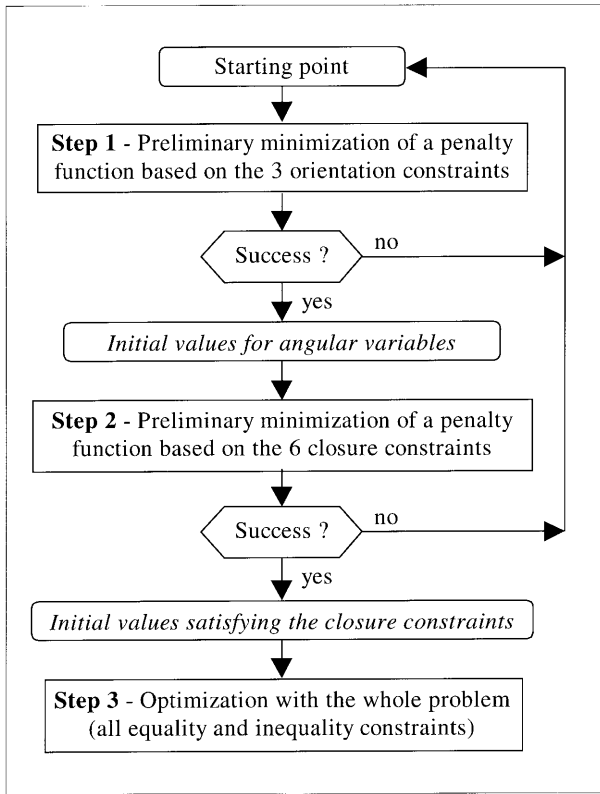 Starting point
Step 1 - Preliminary minimization of a penalty
function based on the 3 orientation constraints
Success ?
no
yes
Initial values for angular variables
Step 2 - Preliminary minimization of a penalty
function based on the 6 closure constraints
Success ?
no
yes
Initial values satisfying the closure constraints
Step 3 - Optimization with the whole problem
(all equality and inequality constraints)